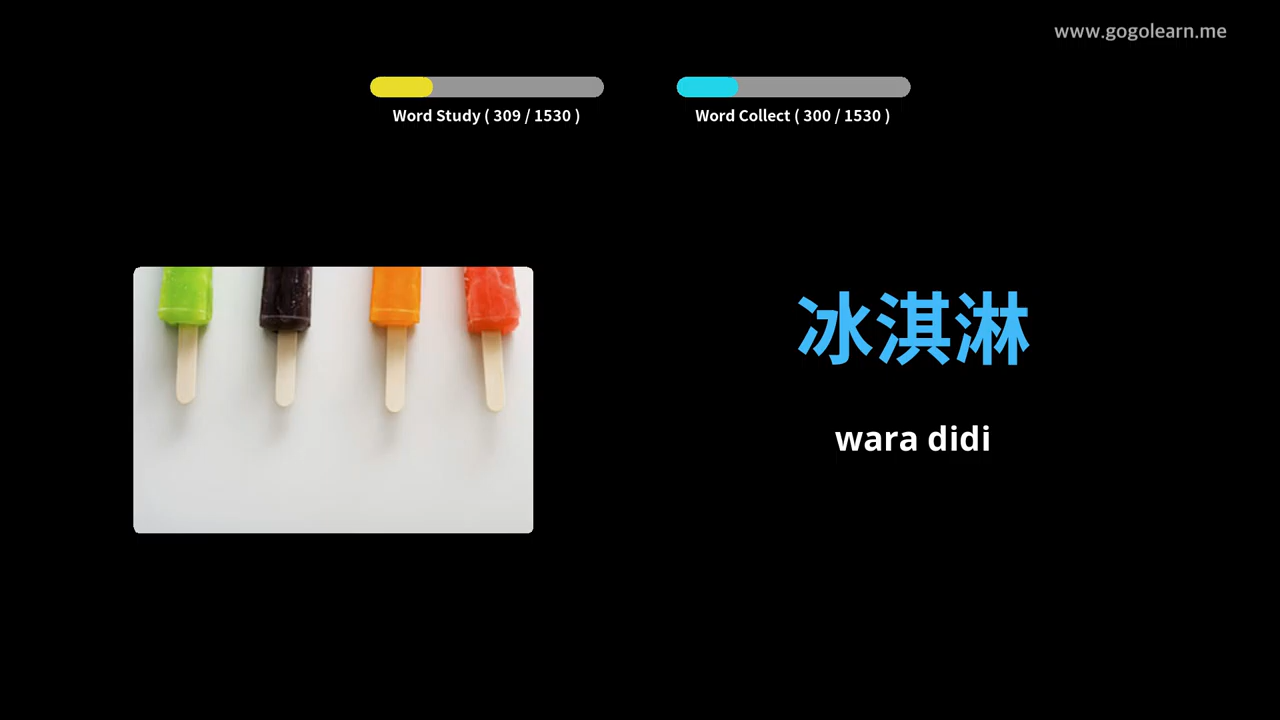 www.gogolearn.me
Word Study ( 309 / 1530 )
Word Collect ( 300 / 1530 )
冰淇淋
wara didi